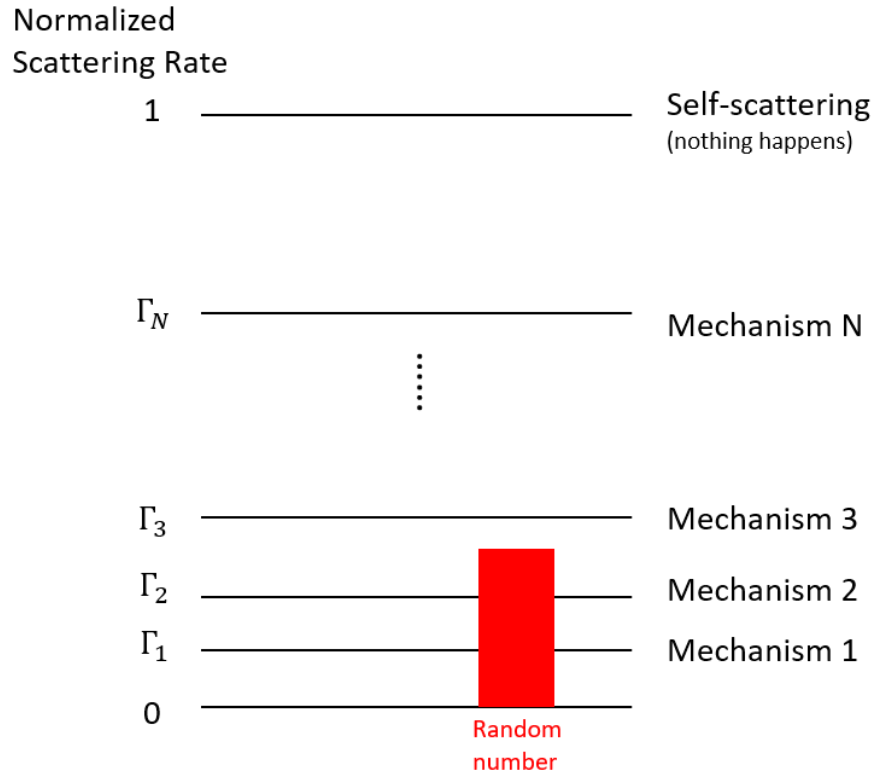 Normalized
Scattering Rate
1
Self-scattering
(nothing happens)
Γ_N
Mechanism N
Γ_3
Mechanism 3
Γ_2
Mechanism 2
Γ_1
Mechanism 1
0
Random
number